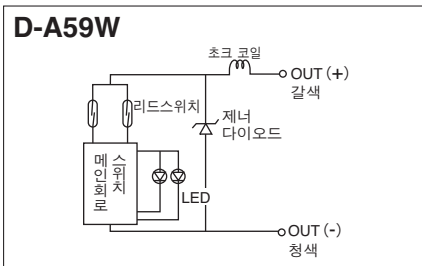 D-A59W
초크 코일
OUT (+)
갈색
리드스위치
제너
다이오드
스위치
메인회로
LED
OUT (-)
청색